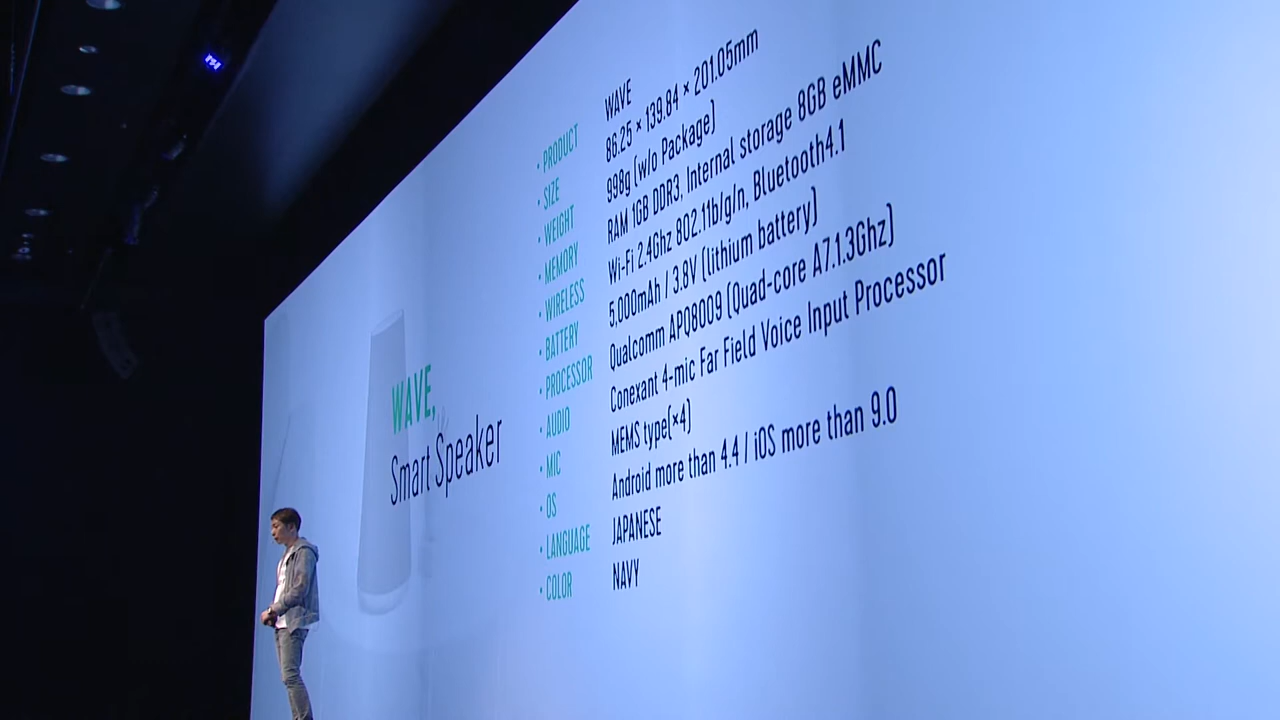 WAVE,
Smart Speaker
• PRODUCT WAVE
• SIZE 86.25 × 139.84 × 201.05mm
• WEIGHT 998g (w/o Package)
• MEMORY RAM 1GB DDR3, Internal storage 8GB eMMC
• WIRELESS Wi-Fi 2.4Ghz 802.11b/g/n, Bluetooth4.1
• BATTERY 5,000mAh / 3.8V (lithium battery)
• PROCESSOR Qualcomm APQ8009 (Quad-core A7.1.3Ghz)
• AUDIO Conexant 4-mic Far Field Voice Input Processor
• MIC MEMS type(×4)
• OS Android more than 4.4 / iOS more than 9.0
• LANGUAGE JAPANESE
• COLOR NAVY